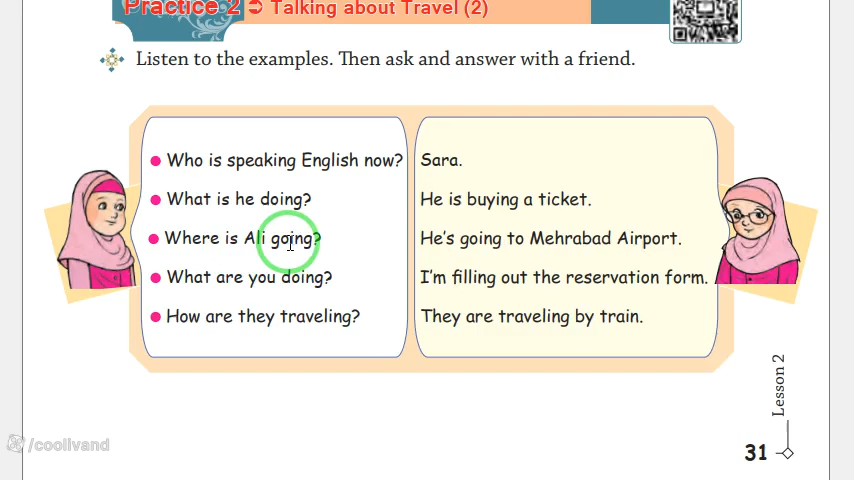 Practice 2 ➲ Talking about Travel (2)
Listen to the examples. Then ask and answer with a friend.
Who is speaking English now? Sara.
What is he doing? He is buying a ticket.
Where is Ali going? He's going to Mehrabad Airport.
What are you doing? I'm filling out the reservation form.
How are they traveling? They are traveling by train.
Lesson 2
31
/coolivand